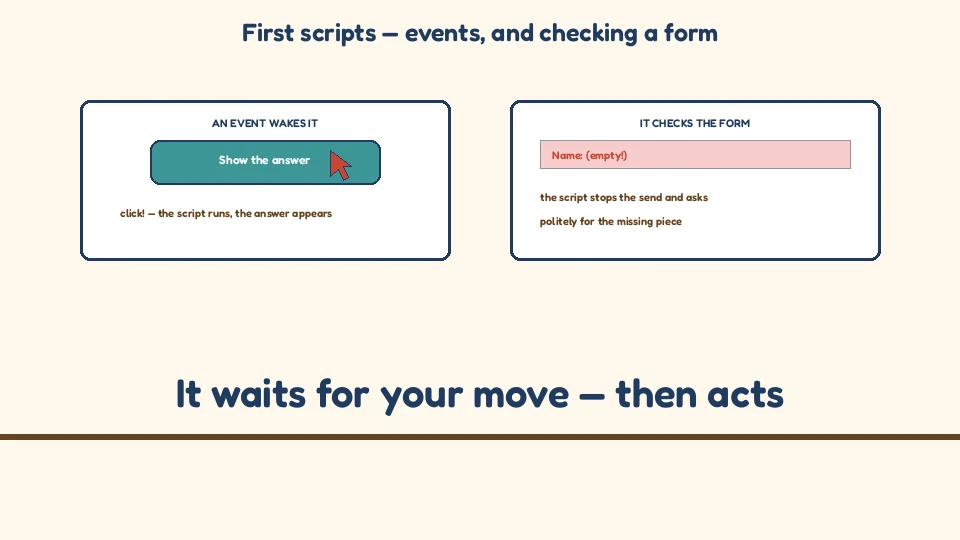 First scripts — events, and checking a form
AN EVENT WAKES IT
Show the answer
click! — the script runs, the answer appears
IT CHECKS THE FORM
Name: (empty!)
the script stops the send and asks
politely for the missing piece
It waits for your move — then acts